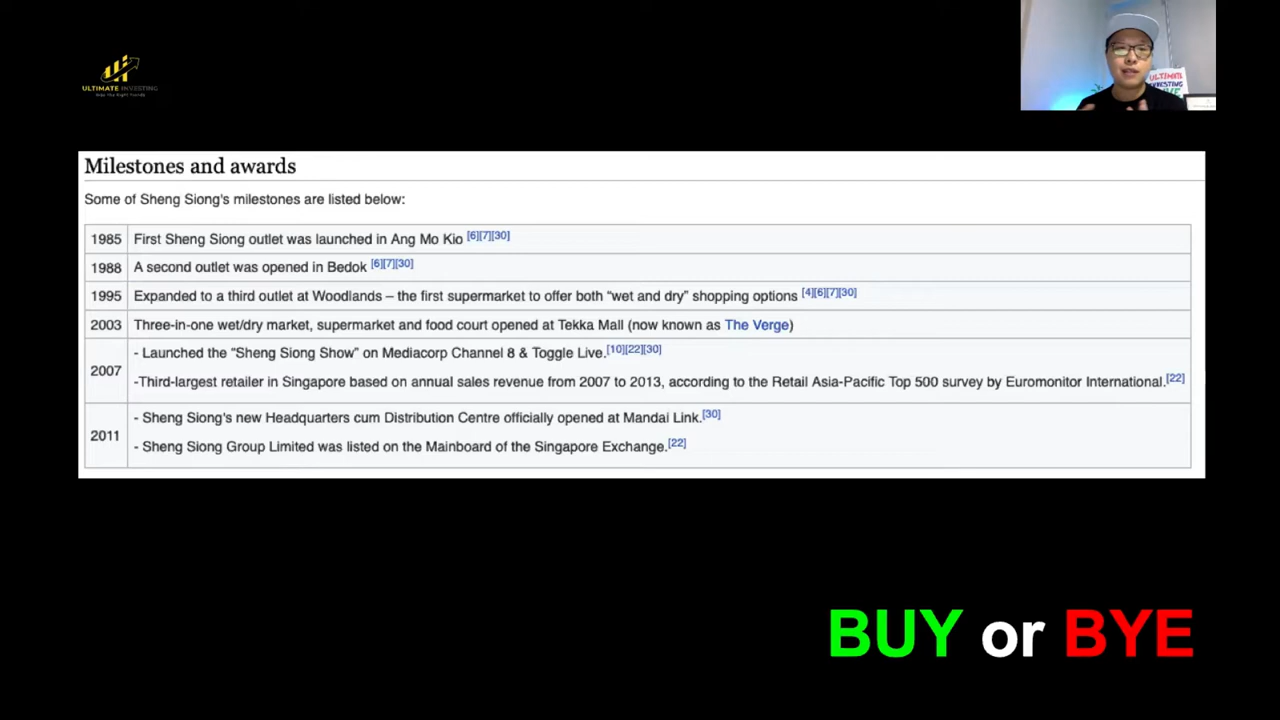 ULTIMATE INVESTING
ULTIMATE
INVESTING
Milestones and awards
Some of Sheng Siong's milestones are listed below:
1985 First Sheng Siong outlet was launched in Ang Mo Kio [6][7][30]
1988 A second outlet was opened in Bedok [6][7][30]
1995 Expanded to a third outlet at Woodlands – the first supermarket to offer both “wet and dry” shopping options [4][6][7][30]
2003 Three-in-one wet/dry market, supermarket and food court opened at Tekka Mall (now known as The Verge)
2007 - Launched the “Sheng Siong Show” on Mediacorp Channel 8 & Toggle Live.[10][22][30]
-Third-largest retailer in Singapore based on annual sales revenue from 2007 to 2013, according to the Retail Asia-Pacific Top 500 survey by Euromonitor International.[22]
2011 - Sheng Siong's new Headquarters cum Distribution Centre officially opened at Mandai Link.[30]
- Sheng Siong Group Limited was listed on the Mainboard of the Singapore Exchange.[22]
BUY or BYE